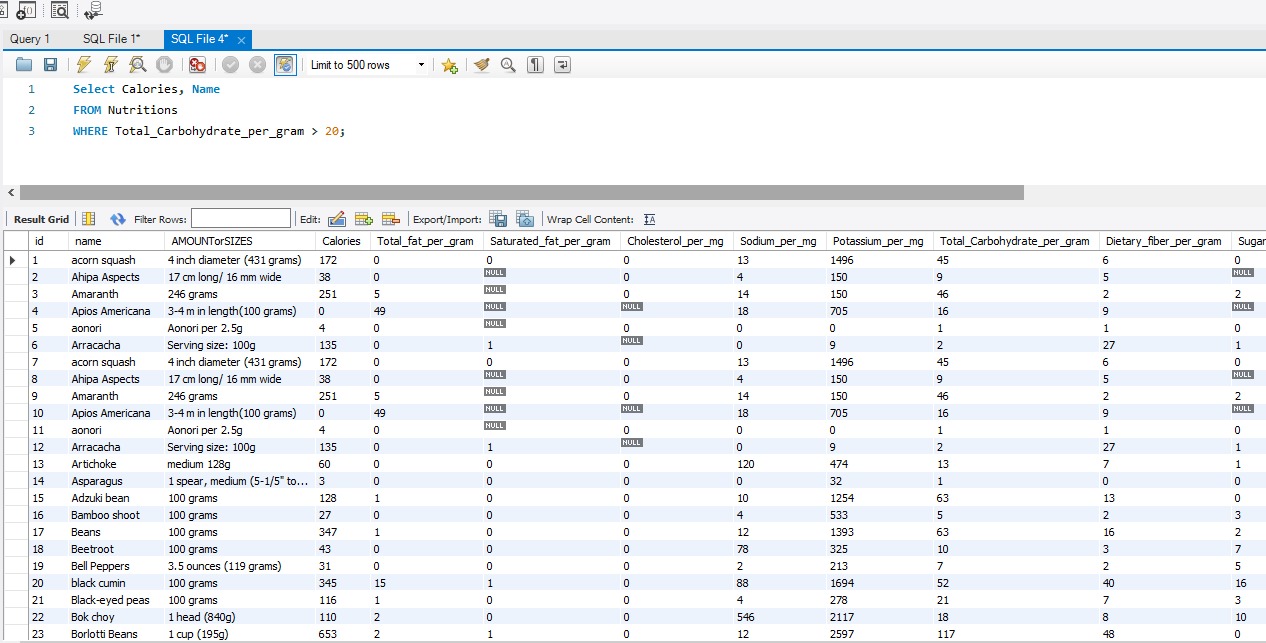 Query 1 SQL File 1* SQL File 4*
Limit to 500 rows
1 Select Calories, Name
2 FROM Nutritions
3 WHERE Total_Carbohydrate_per_gram > 20;
Result Grid Filter Rows: Edit: Export/Import: Wrap Cell Content:
id name AMOUNTorSIZES Calories Total_fat_per_gram Saturated_fat_per_gram Cholesterol_per_mg Sodium_per_mg Potassium_per_mg Total_Carbohydrate_per_gram Dietary_fiber_per_gram Sugar
1 acorn squash 4 inch diameter (431 grams) 172 0 0 0 13 1496 45 6 0
2 Ahipa Aspects 17 cm long/ 16 mm wide 38 0 NULL 0 4 150 9 5 NULL
3 Amaranth 246 grams 251 5 NULL 0 14 150 46 2 2
4 Apios Americana 3-4 m in length(100 grams) 0 49 NULL NULL 18 705 16 9 NULL
5 aonori Aonori per 2.5g 4 0 NULL 0 0 0 1 1 0
6 Arracacha Serving size: 100g 135 0 1 NULL 0 9 2 27 1
7 acorn squash 4 inch diameter (431 grams) 172 0 0 0 13 1496 45 6 0
8 Ahipa Aspects 17 cm long/ 16 mm wide 38 0 NULL 0 4 150 9 5 NULL
9 Amaranth 246 grams 251 5 NULL 0 14 150 46 2 2
10 Apios Americana 3-4 m in length(100 grams) 0 49 NULL NULL 18 705 16 9 NULL
11 aonori Aonori per 2.5g 4 0 NULL 0 0 0 1 1 0
12 Arracacha Serving size: 100g 135 0 1 NULL 0 9 2 27 1
13 Artichoke medium 128g 60 0 0 0 120 474 13 7 1
14 Asparagus 1 spear, medium (5-1/5" to... 3 0 0 0 0 32 1 0 0
15 Adzuki bean 100 grams 128 1 0 0 10 1254 63 13 0
16 Bamboo shoot 100 grams 27 0 0 0 4 533 5 2 3
17 Beans 100 grams 347 1 0 0 12 1393 63 16 2
18 Beetroot 100 grams 43 0 0 0 78 325 10 3 7
19 Bell Peppers 3.5 ounces (119 grams) 31 0 0 0 2 213 7 2 5
20 black cumin 100 grams 345 15 1 0 88 1694 52 40 16
21 Black-eyed peas 100 grams 116 1 0 0 4 278 21 7 3
22 Bok choy 1 head (840g) 110 2 0 0 546 2117 18 8 10
23 Borlotti Beans 1 cup (195g) 653 2 1 0 12 2597 117 48 0